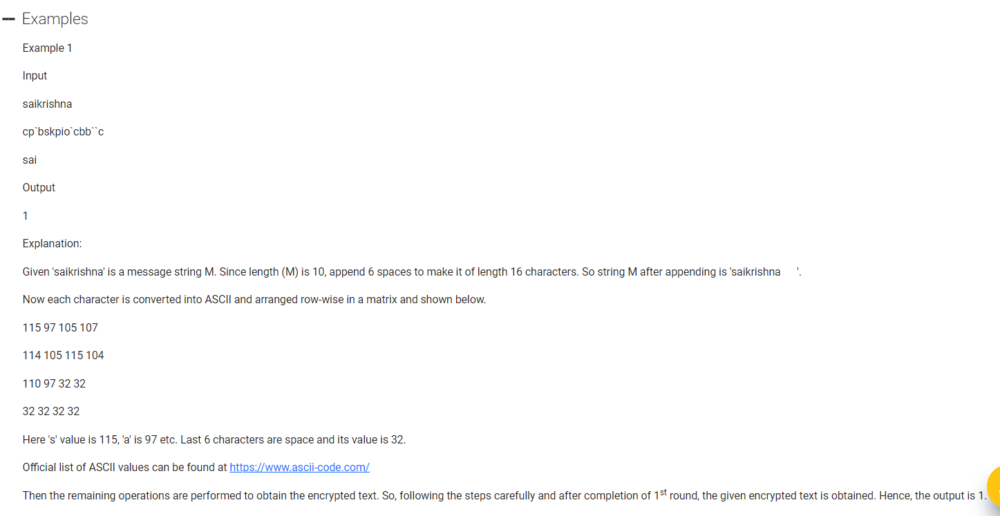 Examples
Example 1
Input
saikrishna
cp`bskpio`cbb``c
sai
Output
1
Explanation:
Given 'saikrishna' is a message string M. Since length (M) is 10, append 6 spaces to make it of length 16 characters. So string M after appending is 'saikrishna      '.
Now each character is converted into ASCII and arranged row-wise in a matrix and shown below.
115 97 105 107
114 105 115 104
110 97 32 32
32 32 32 32
Here 's' value is 115, 'a' is 97 etc. Last 6 characters are space and its value is 32.
Official list of ASCII values can be found at https://www.ascii-code.com/
Then the remaining operations are performed to obtain the encrypted text. So, following the steps carefully and after completion of 1st round, the given encrypted text is obtained. Hence, the output is 1.